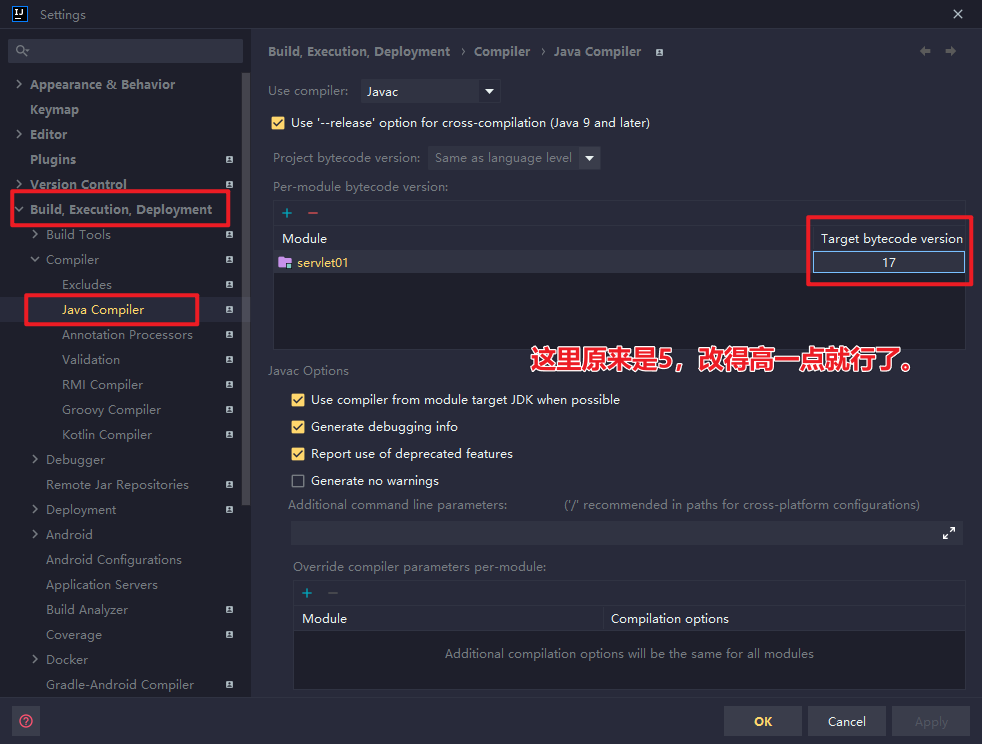 Settings
Build, Execution, Deployment › Compiler › Java Compiler
Appearance & Behavior
Keymap
Editor
Plugins
Version Control
Build, Execution, Deployment
Build Tools
Compiler
Excludes
Java Compiler
Annotation Processors
Validation
RMI Compiler
Groovy Compiler
Kotlin Compiler
Debugger
Remote Jar Repositories
Deployment
Android
Android Configurations
Application Servers
Build Analyzer
Coverage
Docker
Gradle-Android Compiler
Use compiler: Javac
Use '--release' option for cross-compilation (Java 9 and later)
Project bytecode version: Same as language level
Per-module bytecode version:
Module Target bytecode version
servlet01 17
这里原来是5，改得高一点就行了。
Javac Options
Use compiler from module target JDK when possible
Generate debugging info
Report use of deprecated features
Generate no warnings
Additional command line parameters: ('/' recommended in paths for cross-platform configurations)
Override compiler parameters per-module:
Module Compilation options
Additional compilation options will be the same for all modules
OK Cancel Apply